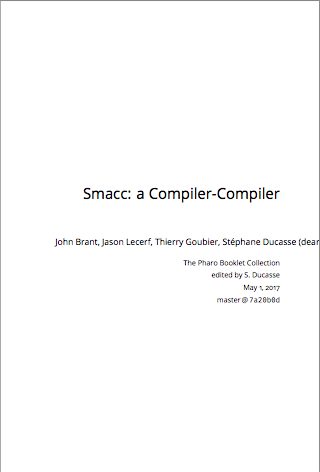 Smacc: a Compiler-Compiler
John Brant, Jason Lecerf, Thierry Goubier, Stéphane Ducasse (dear
The Pharo Booklet Collection
edited by S. Ducasse
May 1, 2017
master @ 7a20b0d